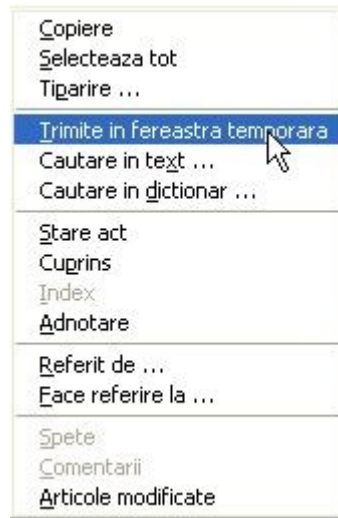 Copiere
Selecteaza tot
Tiparire ...
Trimite in fereastra temporara
Cautare in text ...
Cautare in dictionar ...
Stare act
Cuprins
Index
Adnotare
Referit de ...
Face referire la ...
Spete
Comentarii
Articole modificate